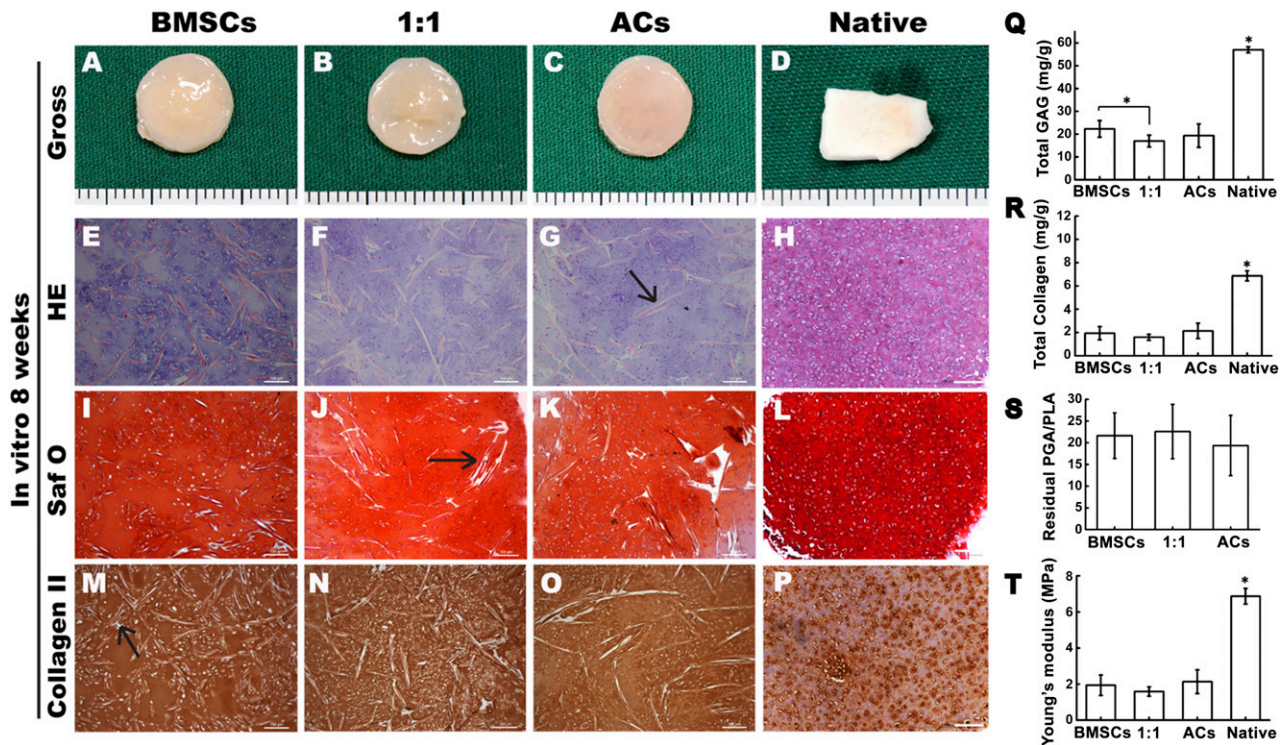 BMSCs 1:1 ACs Native
In vitro 8 weeks
Gross
A B C D
HE
E F G H
Saf O
I J K L
Collagen II
M N O P
Q
Total GAG (mg/g)
60
50
40
30
20
10
0
* *
BMSCs 1:1 ACs Native
R
Total Collagen (mg/g)
12
10
8
6
4
2
0
*
BMSCs 1:1 ACs Native
S
Residual PGA/PLA
30
25
20
15
10
5
0
BMSCs 1:1 ACs
T
Young's modulus (MPa)
8
6
4
2
0
*
BMSCs 1:1 ACs Native